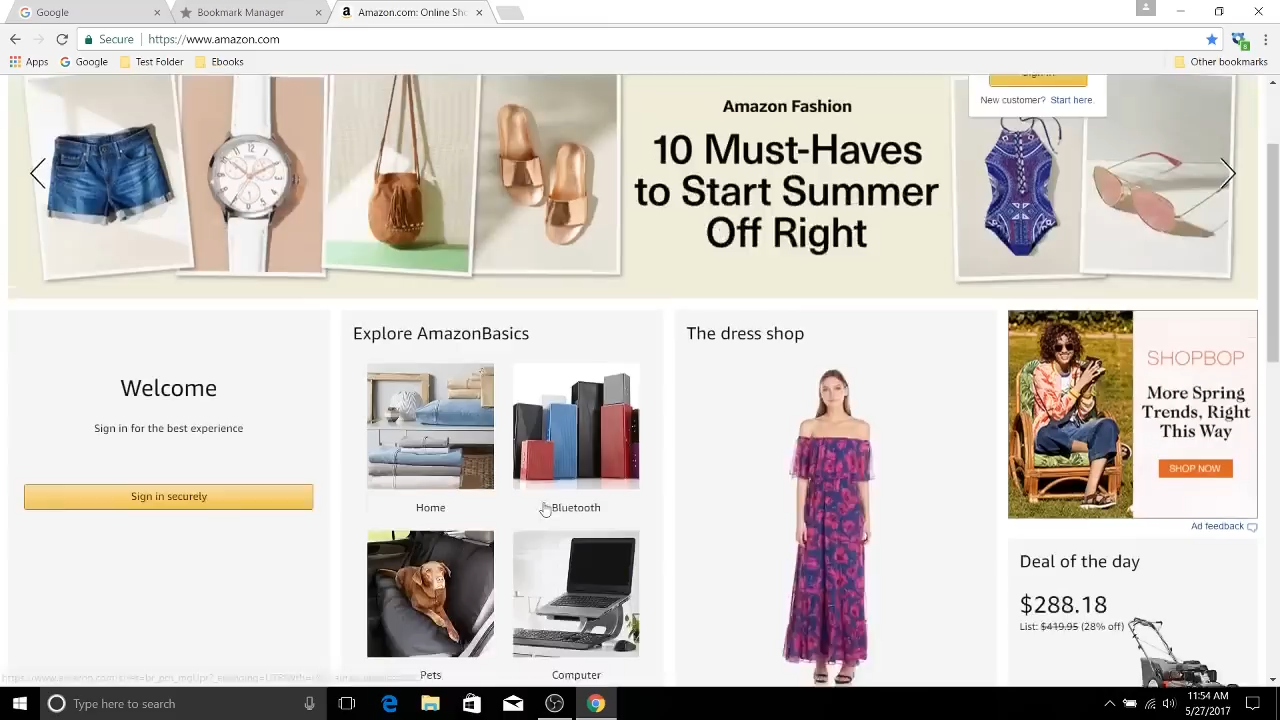 Google
Bookmark Manager
Amazon.com: Online Sho
Secure
https://www.amazon.com
Apps
Google
Test Folder
Ebooks
Other bookmarks
New customer? Start here.
Amazon Fashion
10 Must-Haves
to Start Summer
Off Right
Welcome
Sign in for the best experience
Sign in securely
Explore AmazonBasics
Home
Bluetooth
Pets
Computer
The dress shop
SHOPBOP
More Spring
Trends, Right
This Way
SHOP NOW
Ad feedback
Deal of the day
$288.18
List: $419.95 (28% off)
Type here to search
11:54 AM
5/27/2017